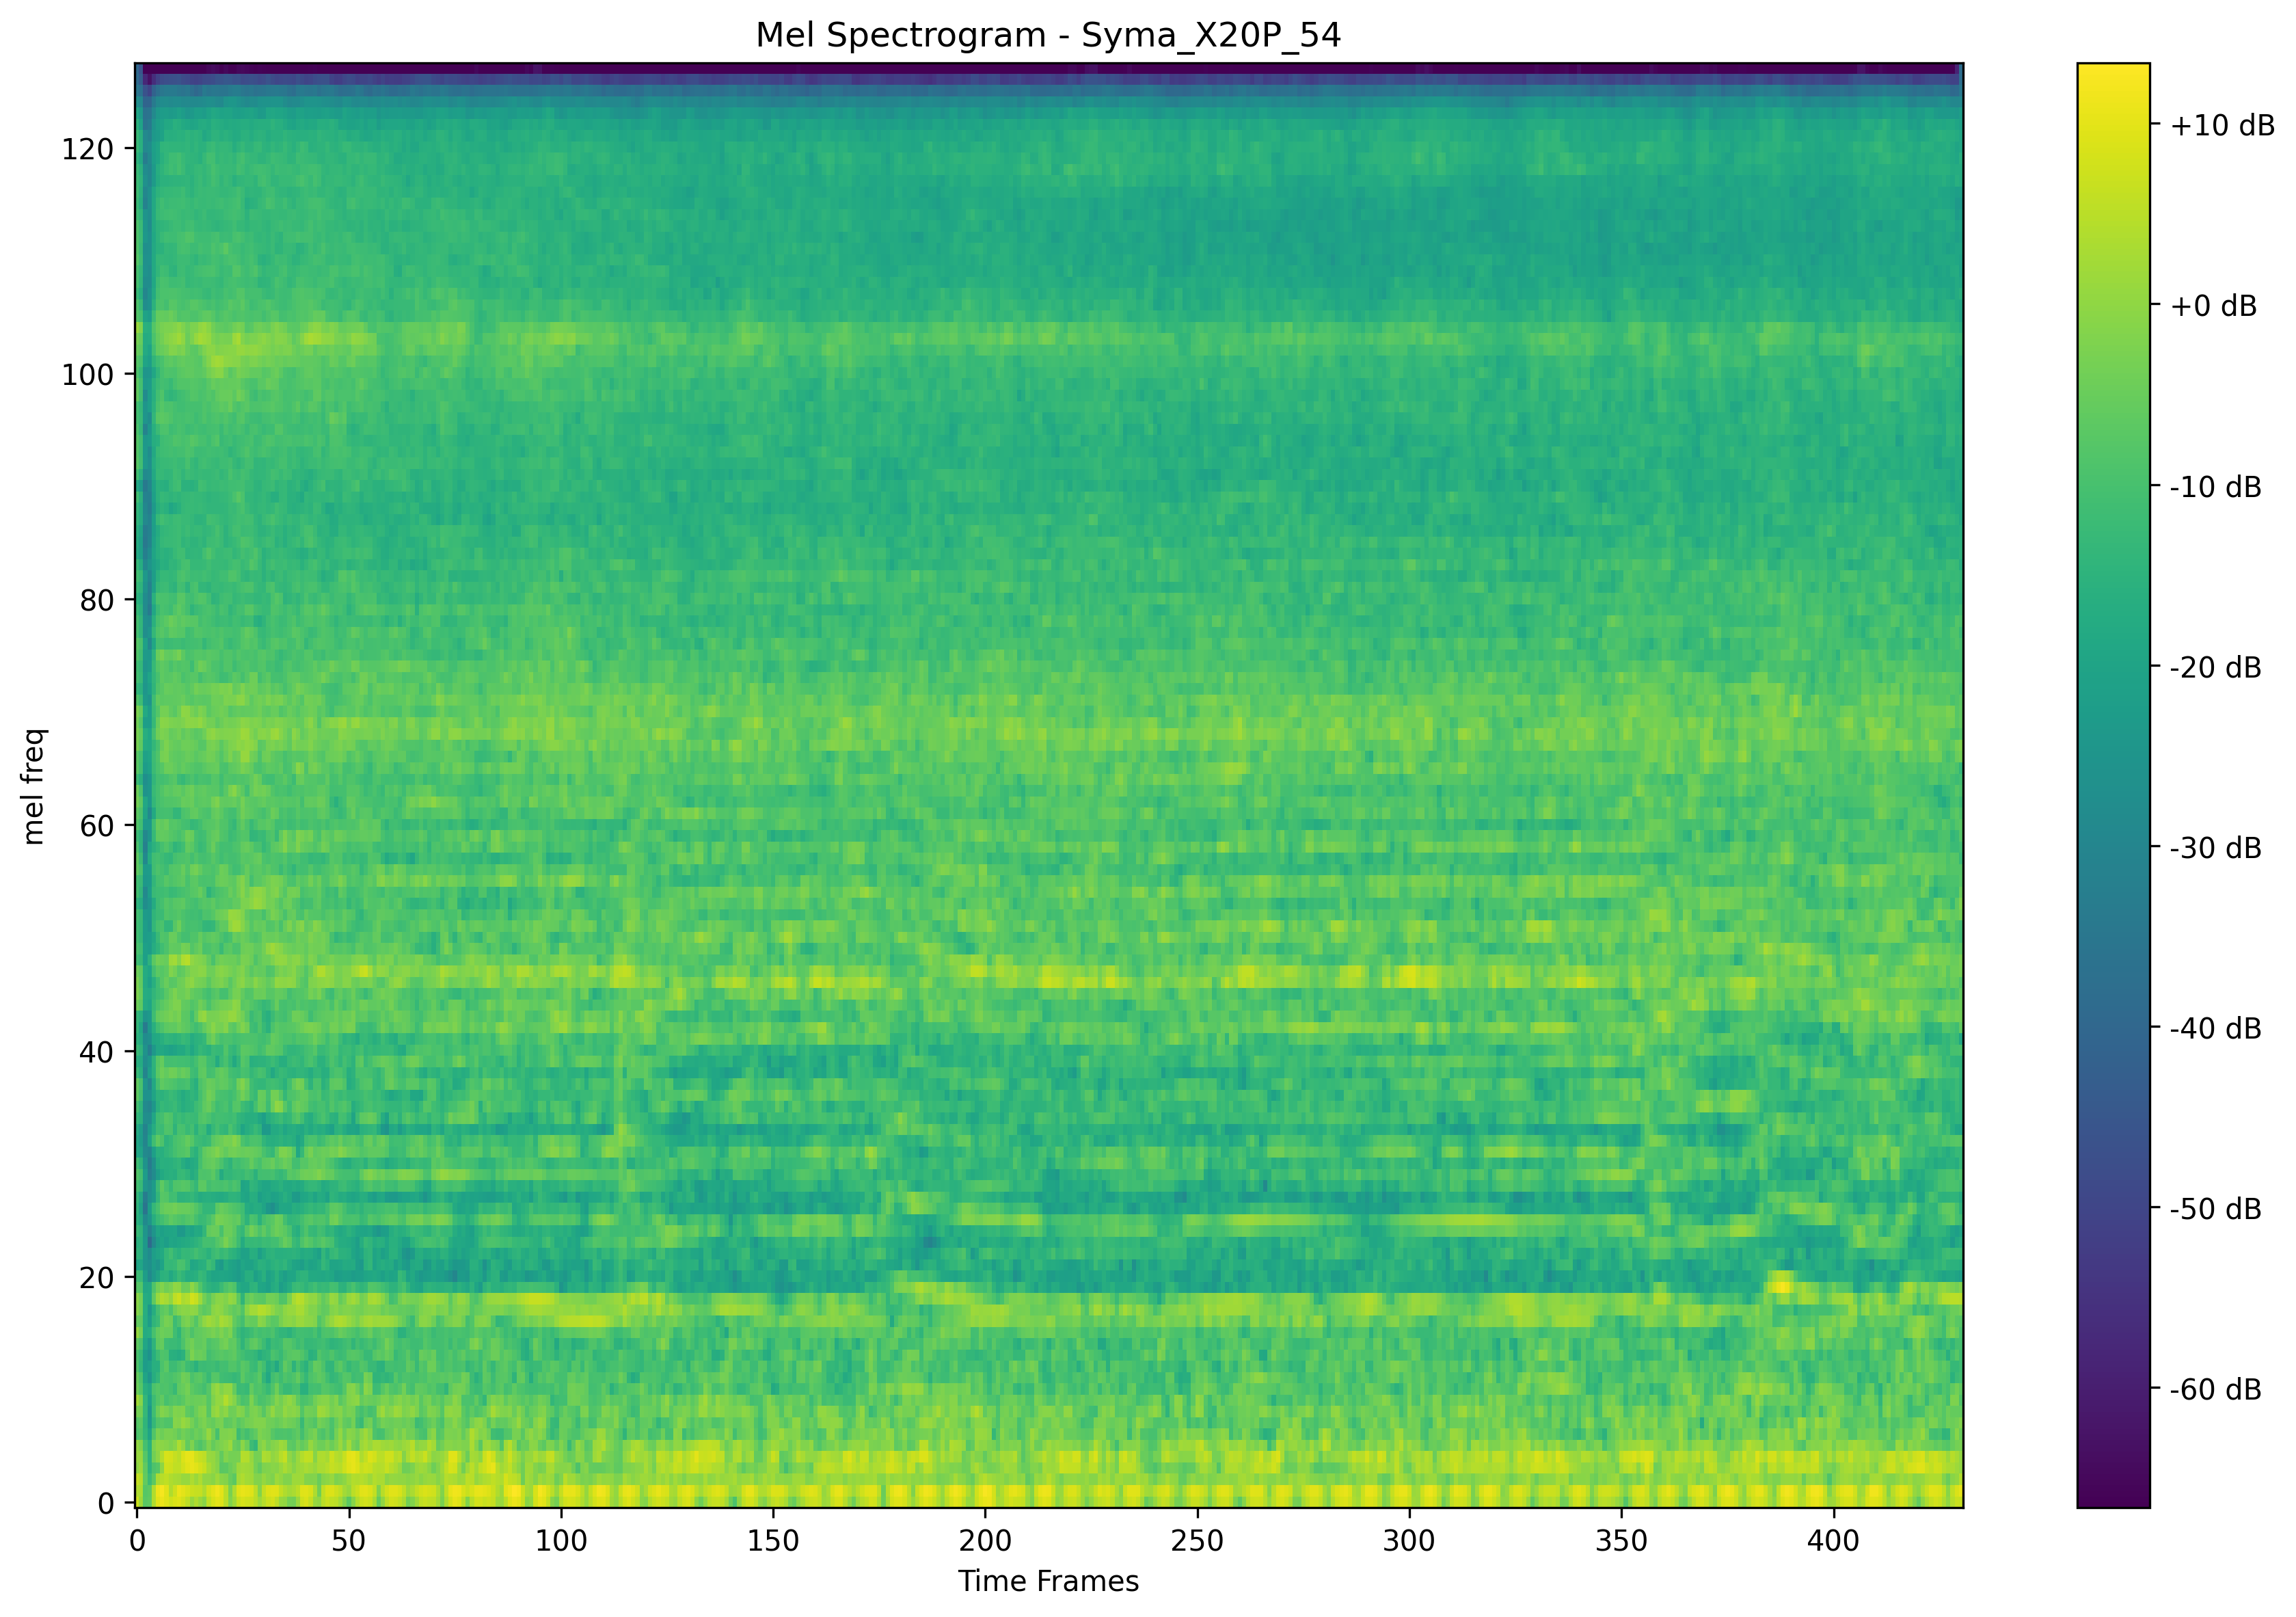 Mel Spectrogram - Syma_X20P_54
mel freq
120
100
80
60
40
20
0
0 50 100 150 200 250 300 350 400
Time Frames
+10 dB
+0 dB
-10 dB
-20 dB
-30 dB
-40 dB
-50 dB
-60 dB